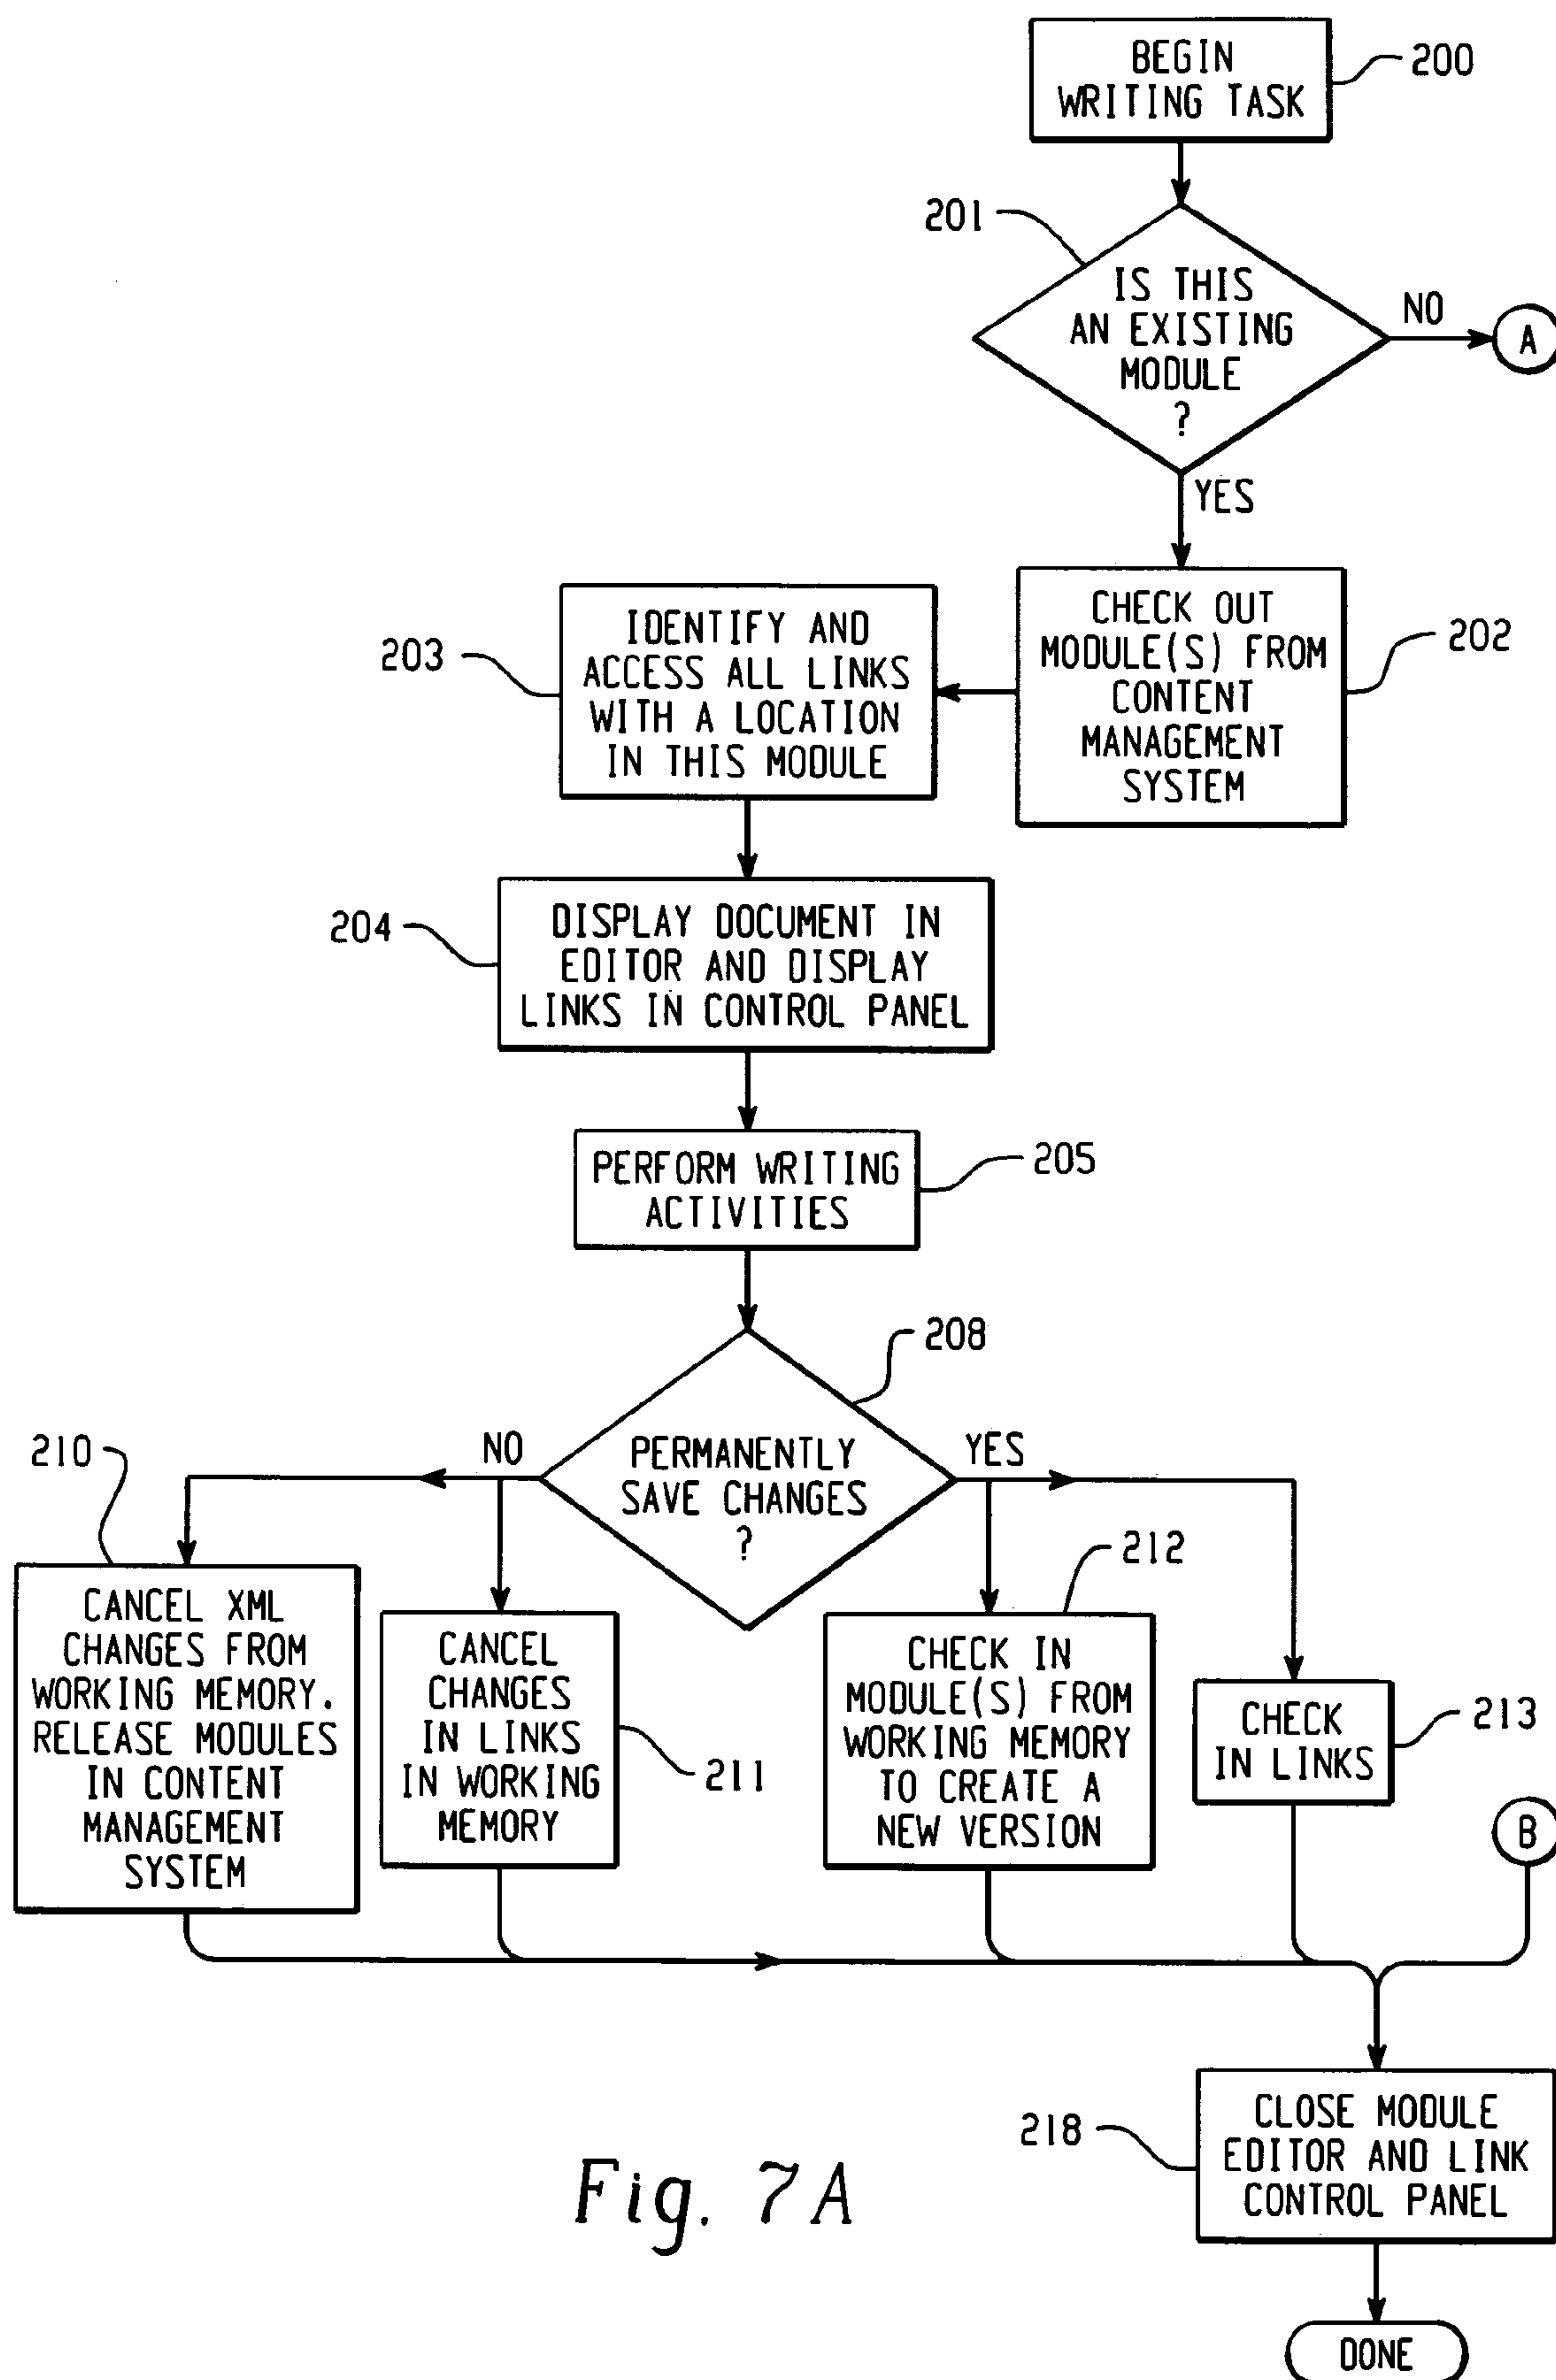 BEGIN
WRITING TASK
200
201
IS THIS
AN EXISTING
MODULE
?
NO
A
YES
CHECK OUT
MODULE(S) FROM
CONTENT
MANAGEMENT
SYSTEM
202
203
IDENTIFY AND
ACCESS ALL LINKS
WITH A LOCATION
IN THIS MODULE
204
DISPLAY DOCUMENT IN
EDITOR AND DISPLAY
LINKS IN CONTROL PANEL
PERFORM WRITING
ACTIVITIES
205
208
PERMANENTLY
SAVE CHANGES
?
NO
YES
210
CANCEL XML
CHANGES FROM
WORKING MEMORY.
RELEASE MODULES
IN CONTENT
MANAGEMENT
SYSTEM
CANCEL
CHANGES
IN LINKS
IN WORKING
MEMORY
211
212
CHECK IN
MODULE(S) FROM
WORKING MEMORY
TO CREATE A
NEW VERSION
CHECK
IN LINKS
213
B
218
CLOSE MODULE
EDITOR AND LINK
CONTROL PANEL
DONE
Fig. 7A